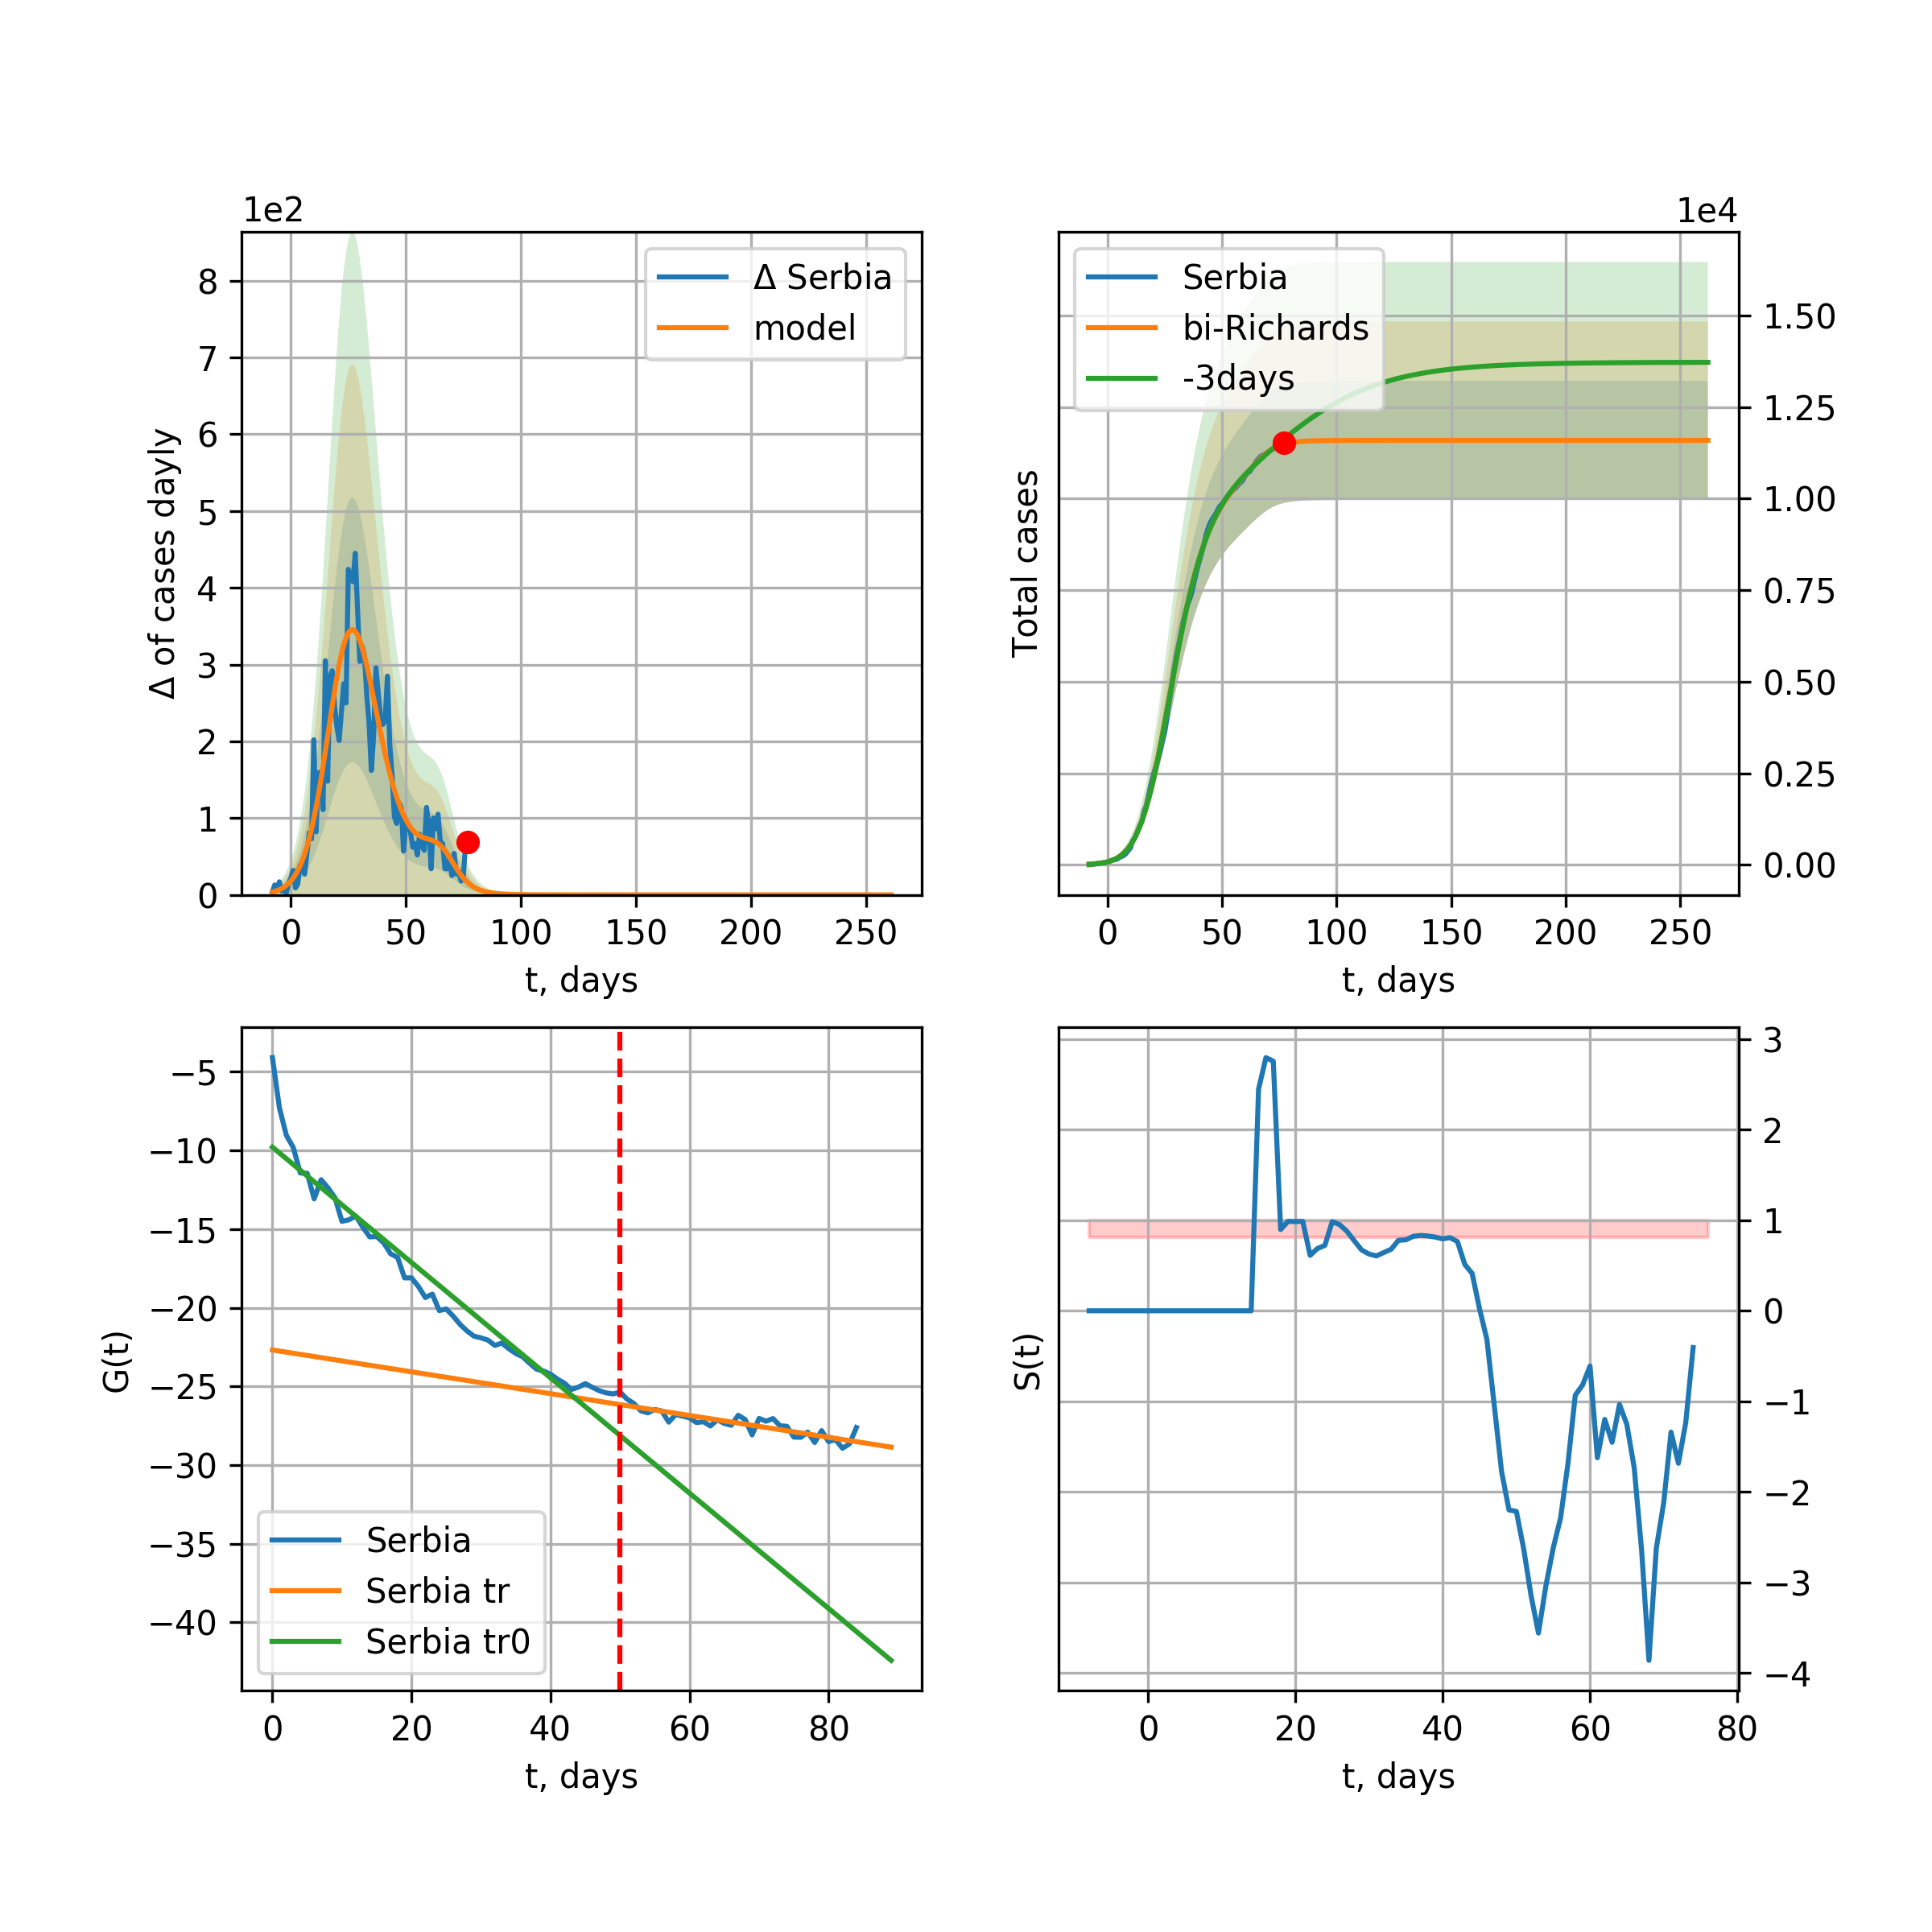 1e2
Δ of cases dayly
8
7
6
5
4
3
2
1
0
Δ Serbia
model
0 50 100 150 200 250
t, days
1e4
Total cases
Serbia
bi-Richards
-3days
1.50
1.25
1.00
0.75
0.50
0.25
0.00
0 50 100 150 200 250
t, days
G(t)
−5
−10
−15
−20
−25
−30
−35
−40
Serbia
Serbia tr
Serbia tr0
0 20 40 60 80
t, days
S(t)
3
2
1
0
−1
−2
−3
−4
0 20 40 60 80
t, days